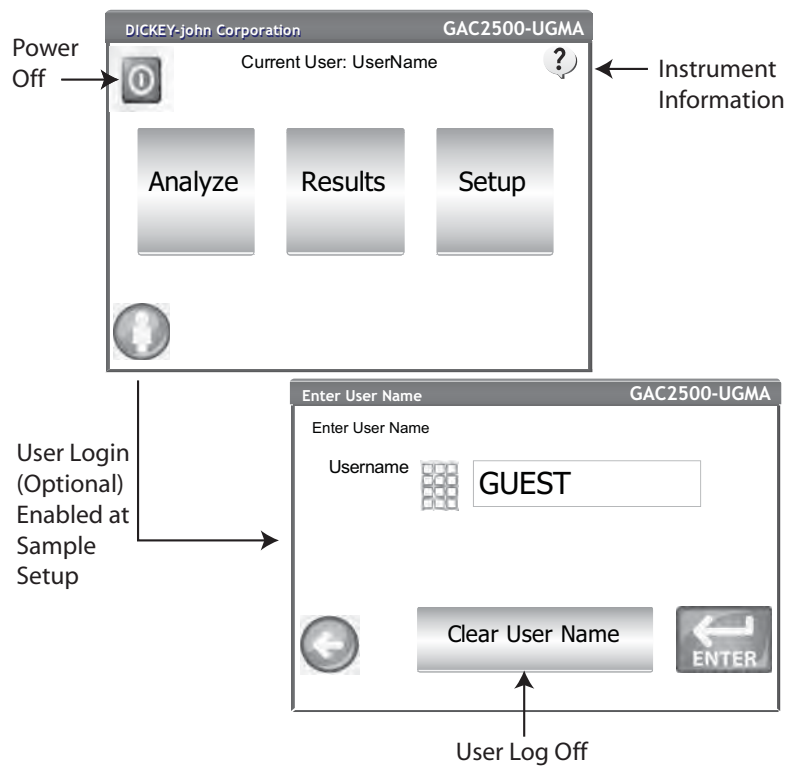 DICKEY-john Corporation GAC2500-UGMA
Power
Off
Current User: UserName
?
Instrument
Information
Analyze Results Setup
Enter User Name GAC2500-UGMA
Enter User Name
Username GUEST
User Login
(Optional)
Enabled at
Sample
Setup
Clear User Name
ENTER
User Log Off